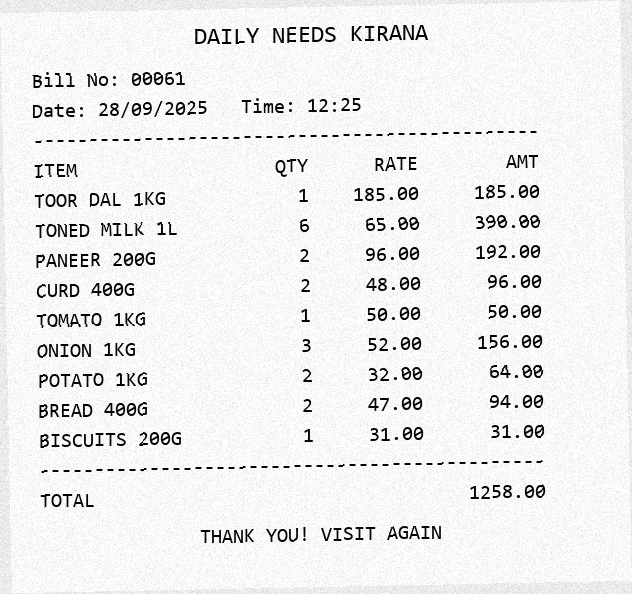 DAILY NEEDS KIRANA
Bill No: 00061
Date: 28/09/2025 Time: 12:25
-----------------------------------------------
ITEM QTY RATE AMT
TOOR DAL 1KG 1 185.00 185.00
TONED MILK 1L 6 65.00 390.00
PANEER 200G 2 96.00 192.00
CURD 400G 2 48.00 96.00
TOMATO 1KG 1 50.00 50.00
ONION 1KG 3 52.00 156.00
POTATO 1KG 2 32.00 64.00
BREAD 400G 2 47.00 94.00
BISCUITS 200G 1 31.00 31.00
-----------------------------------------------
TOTAL 1258.00
THANK YOU! VISIT AGAIN